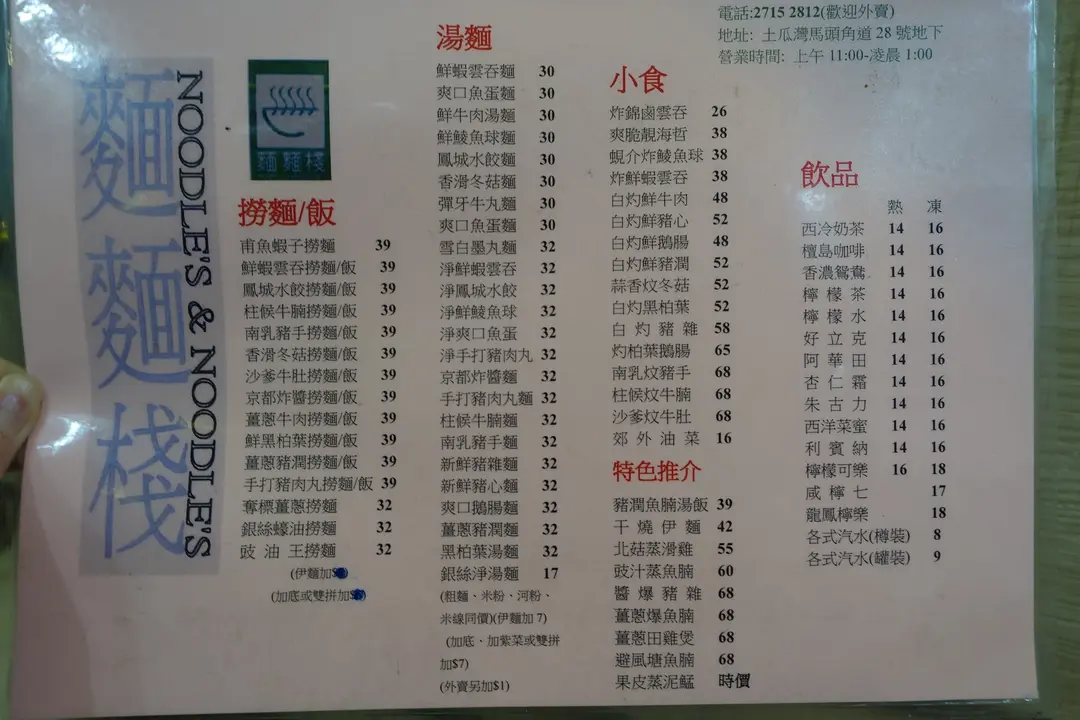 麵麵棧
NOODLE'S & NOODLE'S
麵麵棧
撈麵/飯
甫魚蝦子撈麵 39
鮮蝦雲吞撈麵/飯 39
鳳城水餃撈麵/飯 39
柱候牛腩撈麵/飯 39
南乳豬手撈麵/飯 39
香滑冬菇撈麵/飯 39
沙爹牛肚撈麵/飯 39
京都炸醬撈麵/飯 39
薑蔥牛肉撈麵/飯 39
鮮黑柏葉撈麵/飯 39
薑蔥豬潤撈麵/飯 39
手打豬肉丸撈麵/飯 39
奪標薑蔥撈麵 32
銀絲蠔油撈麵 32
豉油王撈麵 32
(伊麵加
(加底或雙拼加
湯麵
鮮蝦雲吞麵 30
爽口魚蛋麵 30
鮮牛肉湯麵 30
鮮鯪魚球麵 30
鳳城水餃麵 30
香滑冬菇麵 30
彈牙牛丸麵 30
爽口魚蛋麵 30
雪白墨丸麵 32
淨鮮蝦雲吞 32
淨鳳城水餃 32
淨鮮鯪魚球 32
淨爽口魚蛋 32
淨手打豬肉丸 32
京都炸醬麵 32
手打豬肉丸麵 32
柱候牛腩麵 32
南乳豬手麵 32
新鮮豬雜麵 32
新鮮豬心麵 32
爽口鵝腸麵 32
薑蔥豬潤麵 32
黑柏葉湯麵 32
銀絲淨湯麵 17
(粗麵、米粉、河粉、
米線同價)(伊麵加 7)
(加底、加紫菜或雙拼
加$7)
(外賣另加$1)
電話:2715 2812(歡迎外賣)
地址: 土瓜灣馬頭角道 28 號地下
營業時間: 上午 11:00-凌晨 1:00
小食
炸錦鹵雲吞 26
爽脆靚海哲 38
蜆介炸鯪魚球 38
炸鮮蝦雲吞 38
白灼鮮牛肉 48
白灼鮮豬心 52
白灼鮮鵝腸 48
白灼鮮豬潤 52
蒜香炆冬菇 52
白灼黑柏葉 52
白灼豬雜 58
灼柏葉鵝腸 65
南乳炆豬手 68
柱候炆牛腩 68
沙爹炆牛肚 68
郊外油菜 16
特色推介
豬潤魚腩湯飯 39
干燒伊麵 42
北菇蒸滑雞 55
豉汁蒸魚腩 60
醬爆豬雜 68
薑蔥爆魚腩 68
薑蔥田雞煲 68
避風塘魚腩 68
果皮蒸泥鯭 時價
飲品
熱 凍
西冷奶茶 14 16
檀島咖啡 14 16
香濃鴛鴦 14 16
檸檬茶 14 16
檸檬水 14 16
好立克 14 16
阿華田 14 16
杏仁霜 14 16
朱古力 14 16
西洋菜蜜 14 16
利賓納 14 16
檸檬可樂 16 18
咸檸七 17
龍鳳檸樂 18
各式汽水(樽裝) 8
各式汽水(罐裝) 9